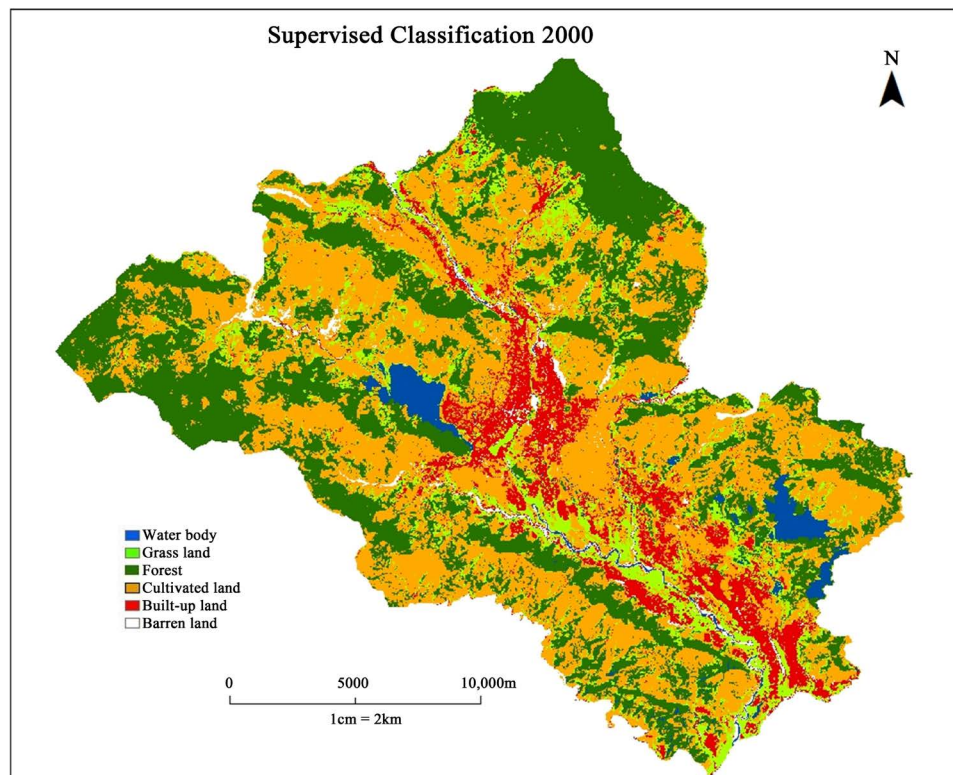 Supervised Classification 2000
N
Water body
Grass land
Forest
Cultivated land
Built-up land
Barren land
0 5000 10,000m
1cm = 2km